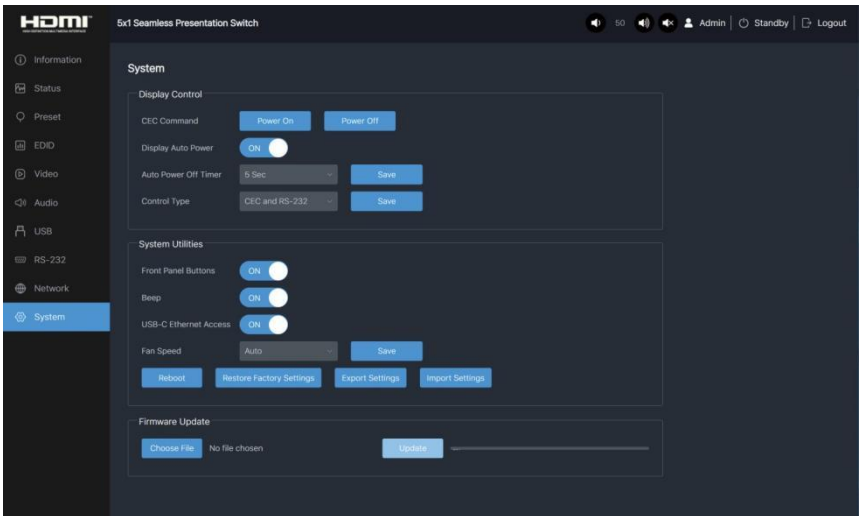 HDMI
HIGH-DEFINITION MULTIMEDIA INTERFACE
5x1 Seamless Presentation Switch
50
Admin
Standby
Logout
Information
Status
Preset
EDID
Video
Audio
USB
RS-232
Network
System
System
Display Control
CEC Command Power On Power Off
Display Auto Power ON
Auto Power Off Timer 5 Sec Save
Control Type CEC and RS-232 Save
System Utilities
Front Panel Buttons ON
Beep ON
USB-C Ethernet Access ON
Fan Speed Auto Save
Reboot Restore Factory Settings Export Settings Import Settings
Firmware Update
Choose File No file chosen Update